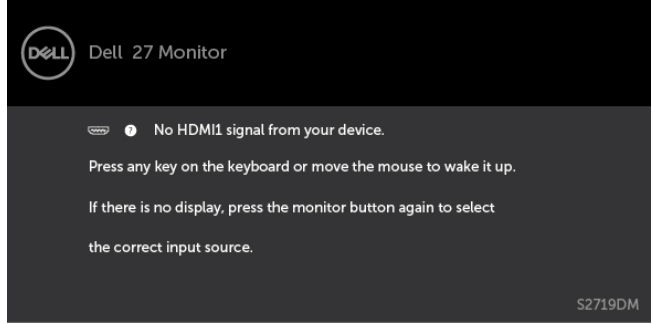 DELL Dell 27 Monitor
? No HDMI1 signal from your device.
Press any key on the keyboard or move the mouse to wake it up.
If there is no display, press the monitor button again to select
the correct input source.
S2719DM